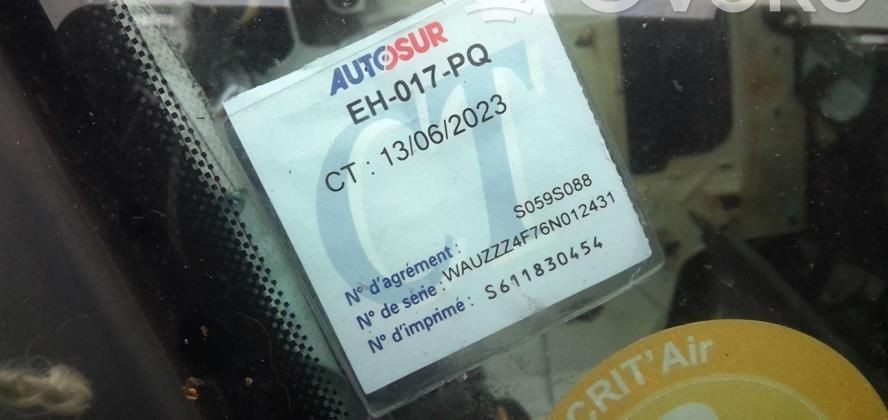 AUTOSUR
EH-017-PQ
CT : 13/06/2023
N° d'agrément : S059S088
N° de série : WAUZZZ4F76N012431
N° d'imprimé : S611830454
CRIT'Air